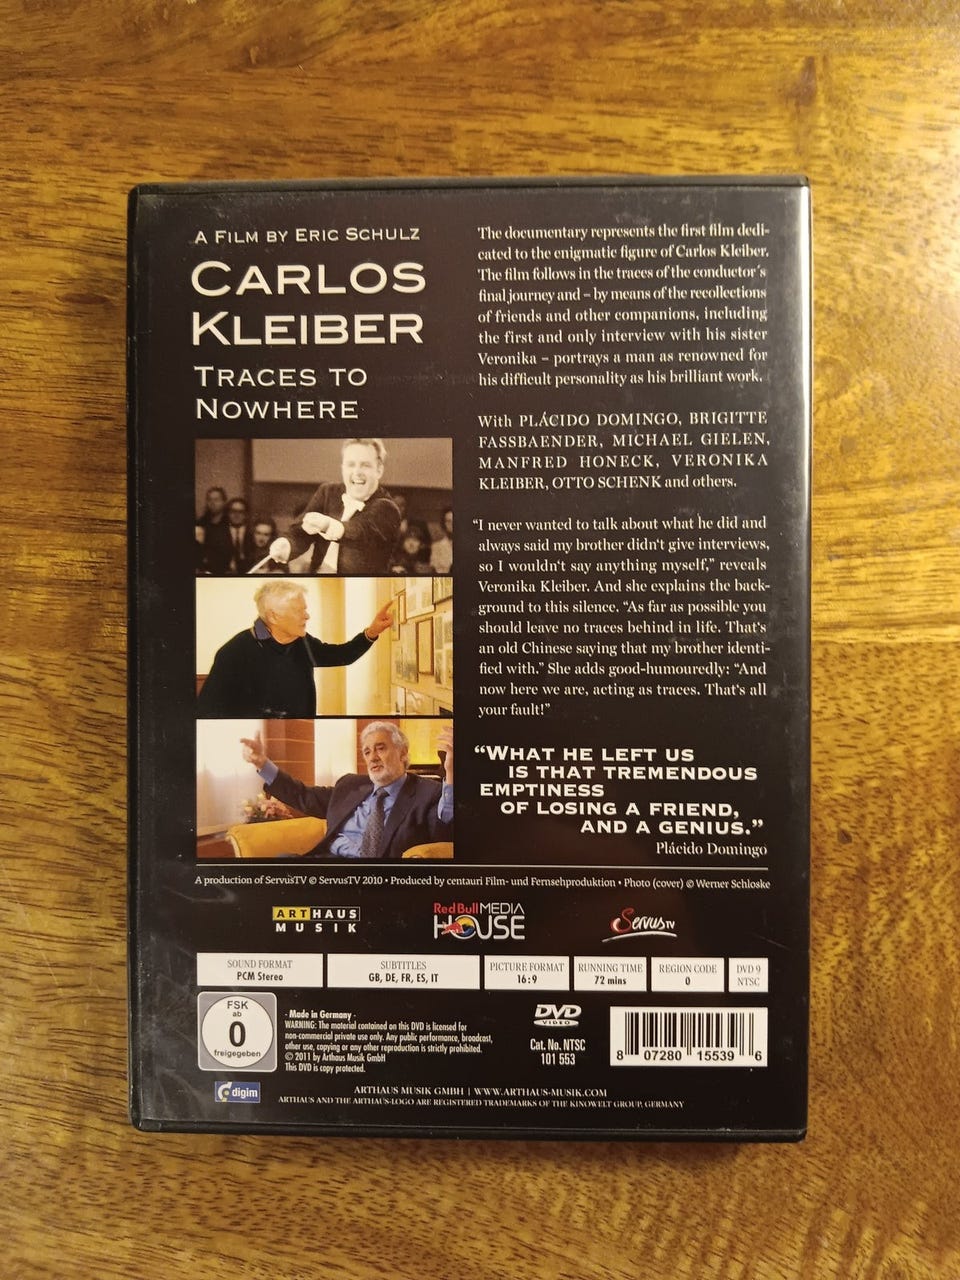 A FILM BY ERIC SCHULZ
CARLOS
KLEIBER
TRACES TO
NOWHERE
The documentary represents the first film dedi-
cated to the enigmatic figure of Carlos Kleiber.
The film follows in the traces of the conductor's
final journey and – by means of the recollections
of friends and other companions, including
the first and only interview with his sister
Veronika – portrays a man as renowned for
his difficult personality as his brilliant work.
With PLÁCIDO DOMINGO, BRIGITTE
FASSBAENDER, MICHAEL GIELEN,
MANFRED HONECK, VERONIKA
KLEIBER, OTTO SCHENK and others.
“I never wanted to talk about what he did and
always said my brother didn't give interviews,
so I wouldn't say anything myself,” reveals
Veronika Kleiber. And she explains the back-
ground to this silence. “As far as possible you
should leave no traces behind in life. That's
an old Chinese saying that my brother identi-
fied with.” She adds good-humouredly: “And
now here we are, acting as traces. That's all
your fault!”
“WHAT HE LEFT US
IS THAT TREMENDOUS
EMPTINESS
OF LOSING A FRIEND,
AND A GENIUS.”
Plácido Domingo
A production of ServusTV © ServusTV 2010 • Produced by centauri Film- und Fernsehproduktion • Photo (cover) © Werner Schloske
ARTHAUS
MUSIK
Red Bull MEDIA
HOUSE
ServusTV
SOUND FORMAT
PCM Stereo
SUBTITLES
GB, DE, FR, ES, IT
PICTURE FORMAT
16:9
RUNNING TIME
72 mins
REGION CODE
0
DVD 9
NTSC
FSK
ab
0
freigegeben
- Made in Germany -
WARNING: The material contained on this DVD is licensed for
non-commercial private use only. Any public performance, broadcast,
other use, copying or any other reproduction is strictly prohibited.
© 2011 by Arthaus Musik GmbH
This DVD is copy protected.
DVD
VIDEO
Cat. No. NTSC
101 553
8 07280 15539 6
digim
ARTHAUS MUSIK GMBH | WWW.ARTHAUS-MUSIK.COM
ARTHAUS AND THE ARTHAUS-LOGO ARE REGISTERED TRADEMARKS OF THE KINOWELT GROUP, GERMANY